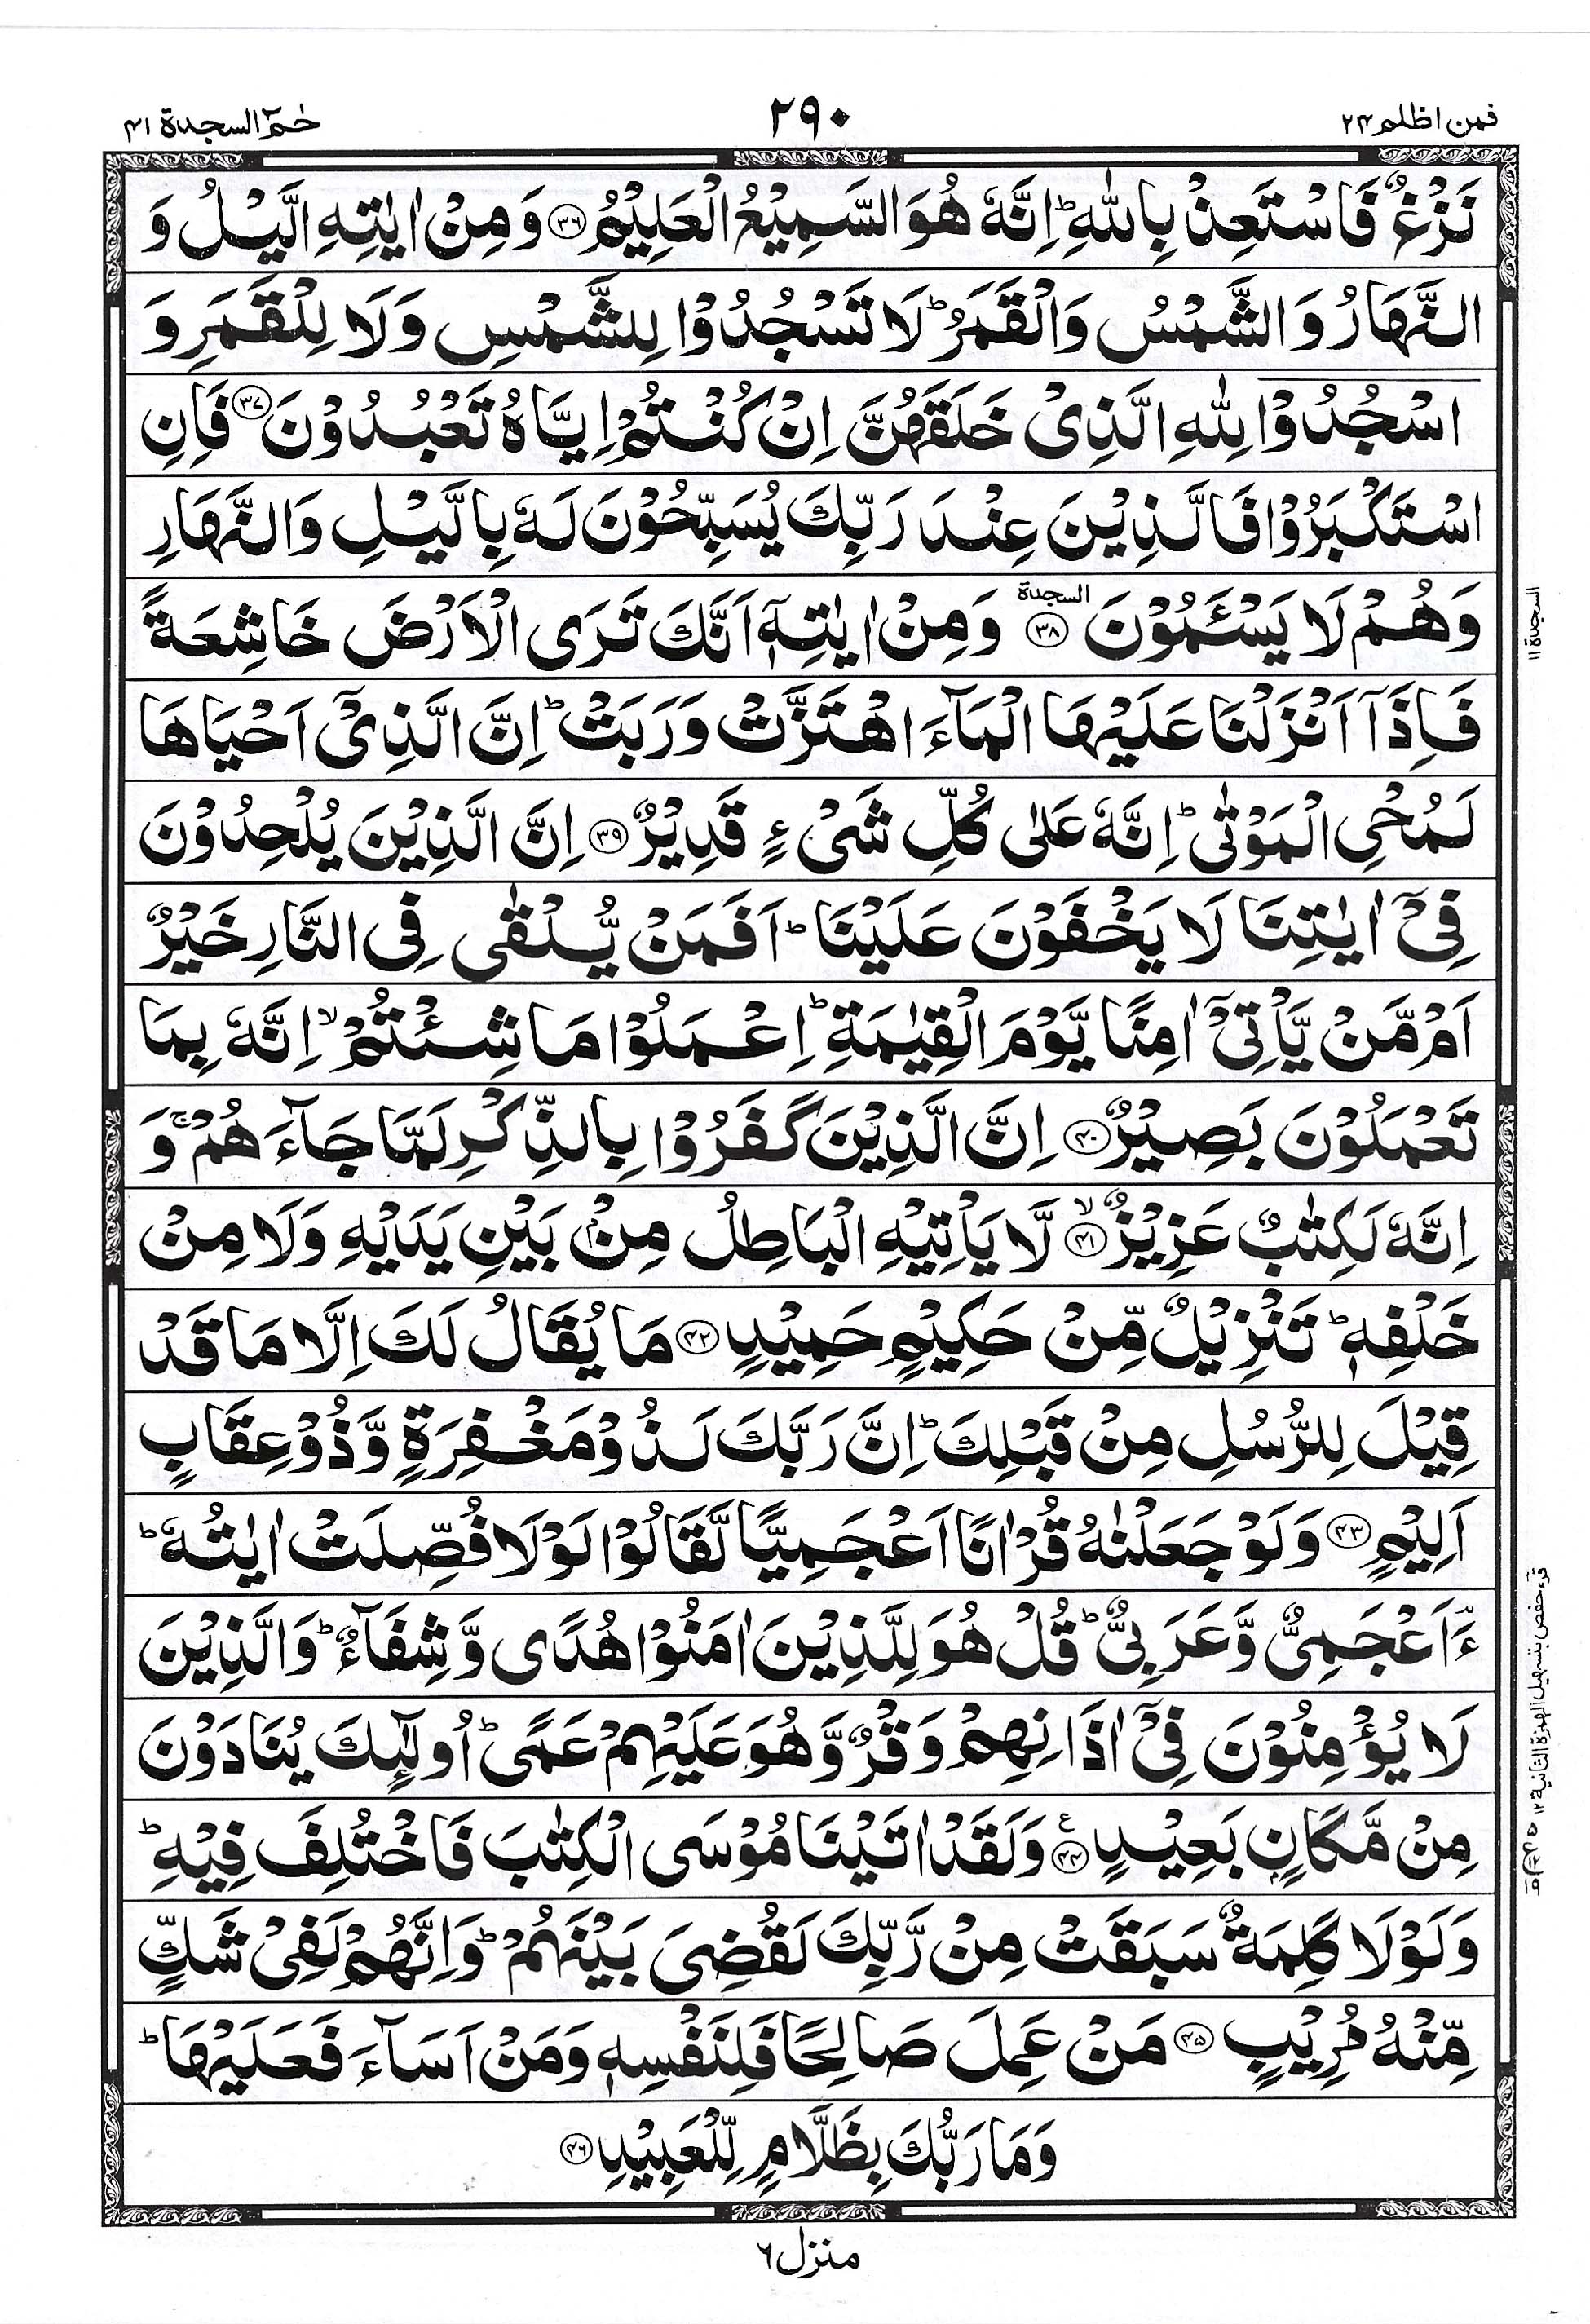 فمن اظلم ٢٤
٢٩٠
حٰمٓ السجدة ٤١
نَزْغٌ فَاسْتَعِذْ بِاللّٰهِ ؕ اِنَّهٗ هُوَ السَّمِيْعُ الْعَلِيْمُ ﴿٣٦﴾ وَمِنْ اٰيٰتِهِ الَّيْلُ وَ
النَّهَارُ وَالشَّمْسُ وَالْقَمَرُ ؕ لَا تَسْجُدُوْا لِلشَّمْسِ وَلَا لِلْقَمَرِ وَ
اسْجُدُوْا لِلّٰهِ الَّذِيْ خَلَقَهُنَّ اِنْ كُنْتُمْ اِيَّاهُ تَعْبُدُوْنَ ﴿٣٧﴾ فَاِنِ
اسْتَكْبَرُوْا فَالَّذِيْنَ عِنْدَ رَبِّكَ يُسَبِّحُوْنَ لَهٗ بِالَّيْلِ وَالنَّهَارِ
وَهُمْ لَا يَسْـَٔمُوْنَ السجدة ﴿٣٨﴾ وَمِنْ اٰيٰتِهٖٓ اَنَّكَ تَرَى الْاَرْضَ خَاشِعَةً
السجدة ١١
فَاِذَآ اَنْزَلْنَا عَلَيْهَا الْمَآءَ اهْتَزَّتْ وَرَبَتْ ؕ اِنَّ الَّذِيْٓ اَحْيَاهَا
لَمُحْيِ الْمَوْتٰى ؕ اِنَّهٗ عَلٰى كُلِّ شَيْءٍ قَدِيْرٌ ﴿٣٩﴾ اِنَّ الَّذِيْنَ يُلْحِدُوْنَ
فِيْٓ اٰيٰتِنَا لَا يَخْفَوْنَ عَلَيْنَا ؕ اَفَمَنْ يُّلْقٰى فِي النَّارِ خَيْرٌ
اَمْ مَّنْ يَّاْتِيْٓ اٰمِنًا يَّوْمَ الْقِيٰمَةِ ؕ اِعْمَلُوْا مَا شِئْتُمْ ۙ اِنَّهٗ بِمَا
تَعْمَلُوْنَ بَصِيْرٌ ﴿٤٠﴾ اِنَّ الَّذِيْنَ كَفَرُوْا بِالذِّكْرِ لَمَّا جَآءَهُمْ ۚ وَ
اِنَّهٗ لَكِتٰبٌ عَزِيْزٌ ۙ﴿٤١﴾ لَّا يَاْتِيْهِ الْبَاطِلُ مِنْۢ بَيْنِ يَدَيْهِ وَلَا مِنْ
خَلْفِهٖ ؕ تَنْزِيْلٌ مِّنْ حَكِيْمٍ حَمِيْدٍ ﴿٤٢﴾ مَا يُقَالُ لَكَ اِلَّا مَا قَدْ
قِيْلَ لِلرُّسُلِ مِنْ قَبْلِكَ ؕ اِنَّ رَبَّكَ لَذُوْ مَغْفِرَةٍ وَّذُوْ عِقَابٍ
اَلِيْمٍ ﴿٤٣﴾ وَلَوْ جَعَلْنٰهُ قُرْاٰنًا اَعْجَمِيًّا لَّقَالُوْا لَوْلَا فُصِّلَتْ اٰيٰتُهٗ ؕ
ءَاَعْجَمِيٌّ وَّعَرَبِيٌّ ؕ قُلْ هُوَ لِلَّذِيْنَ اٰمَنُوْا هُدًى وَّشِفَآءٌ ؕ وَالَّذِيْنَ
قرء حفص بتسهيل الهمزة الثانية ١٢
لَا يُؤْمِنُوْنَ فِيْٓ اٰذَانِهِمْ وَقْرٌ وَّهُوَ عَلَيْهِمْ عَمًى ؕ اُولٰٓئِكَ يُنَادَوْنَ
مِنْ مَّكَانٍۭ بَعِيْدٍ ﴿٤٤﴾ع وَلَقَدْ اٰتَيْنَا مُوْسَى الْكِتٰبَ فَاخْتُلِفَ فِيْهِ ؕ
وَلَوْلَا كَلِمَةٌ سَبَقَتْ مِنْ رَّبِّكَ لَقُضِيَ بَيْنَهُمْ ؕ وَاِنَّهُمْ لَفِيْ شَكٍّ
مِّنْهُ مُرِيْبٍ ﴿٤٥﴾ مَنْ عَمِلَ صَالِحًا فَلِنَفْسِهٖ وَمَنْ اَسَآءَ فَعَلَيْهَا ؕ
وَمَا رَبُّكَ بِظَلَّامٍ لِّلْعَبِيْدِ ﴿٤٦﴾
منزل ٦